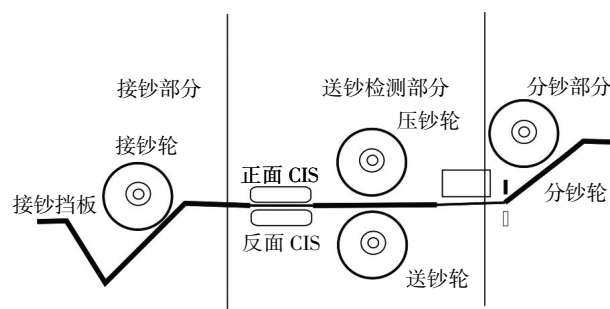 接钞部分
送钞检测部分
分钞部分
压钞轮
接钞轮
正面 CIS
接钞挡板
分钞轮
反面 CIS
送钞轮